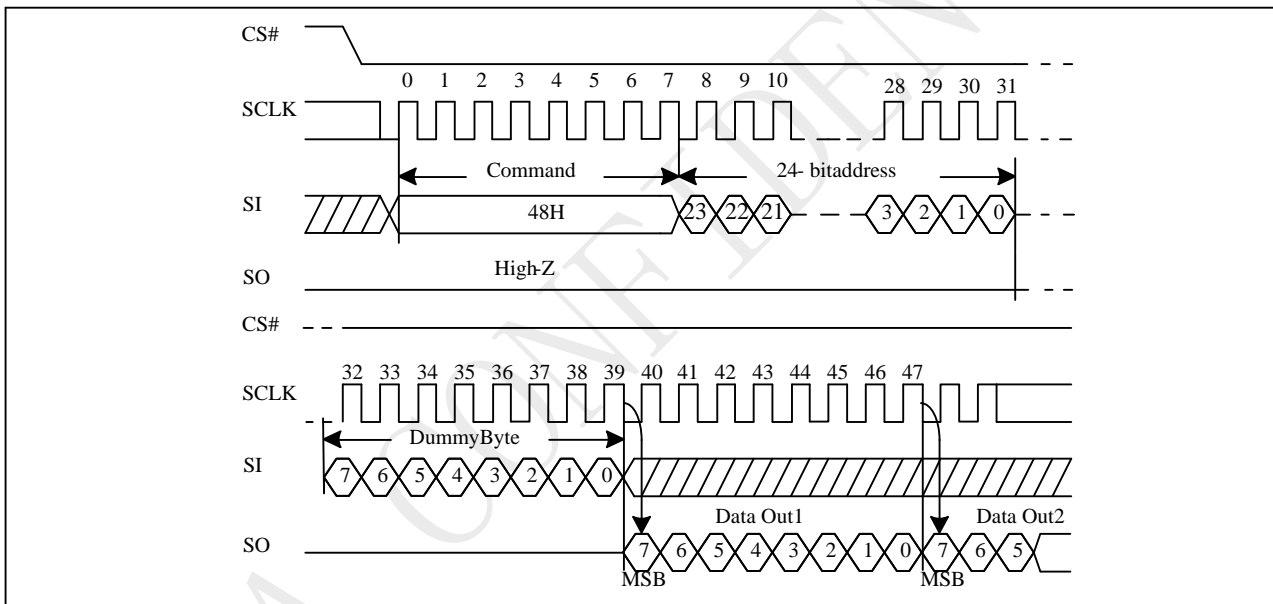 CS#
0 1 2 3 4 5 6 7 8 9 10 28 29 30 31
SCLK
Command 24- bitaddress
SI
48H 23 22 21 3 2 1 0
High-Z
SO
CS#
32 33 34 35 36 37 38 39 40 41 42 43 44 45 46 47
SCLK
DummyByte
SI
7 6 5 4 3 2 1 0
Data Out1 Data Out2
SO
7 6 5 4 3 2 1 0 7 6 5
MSB MSB